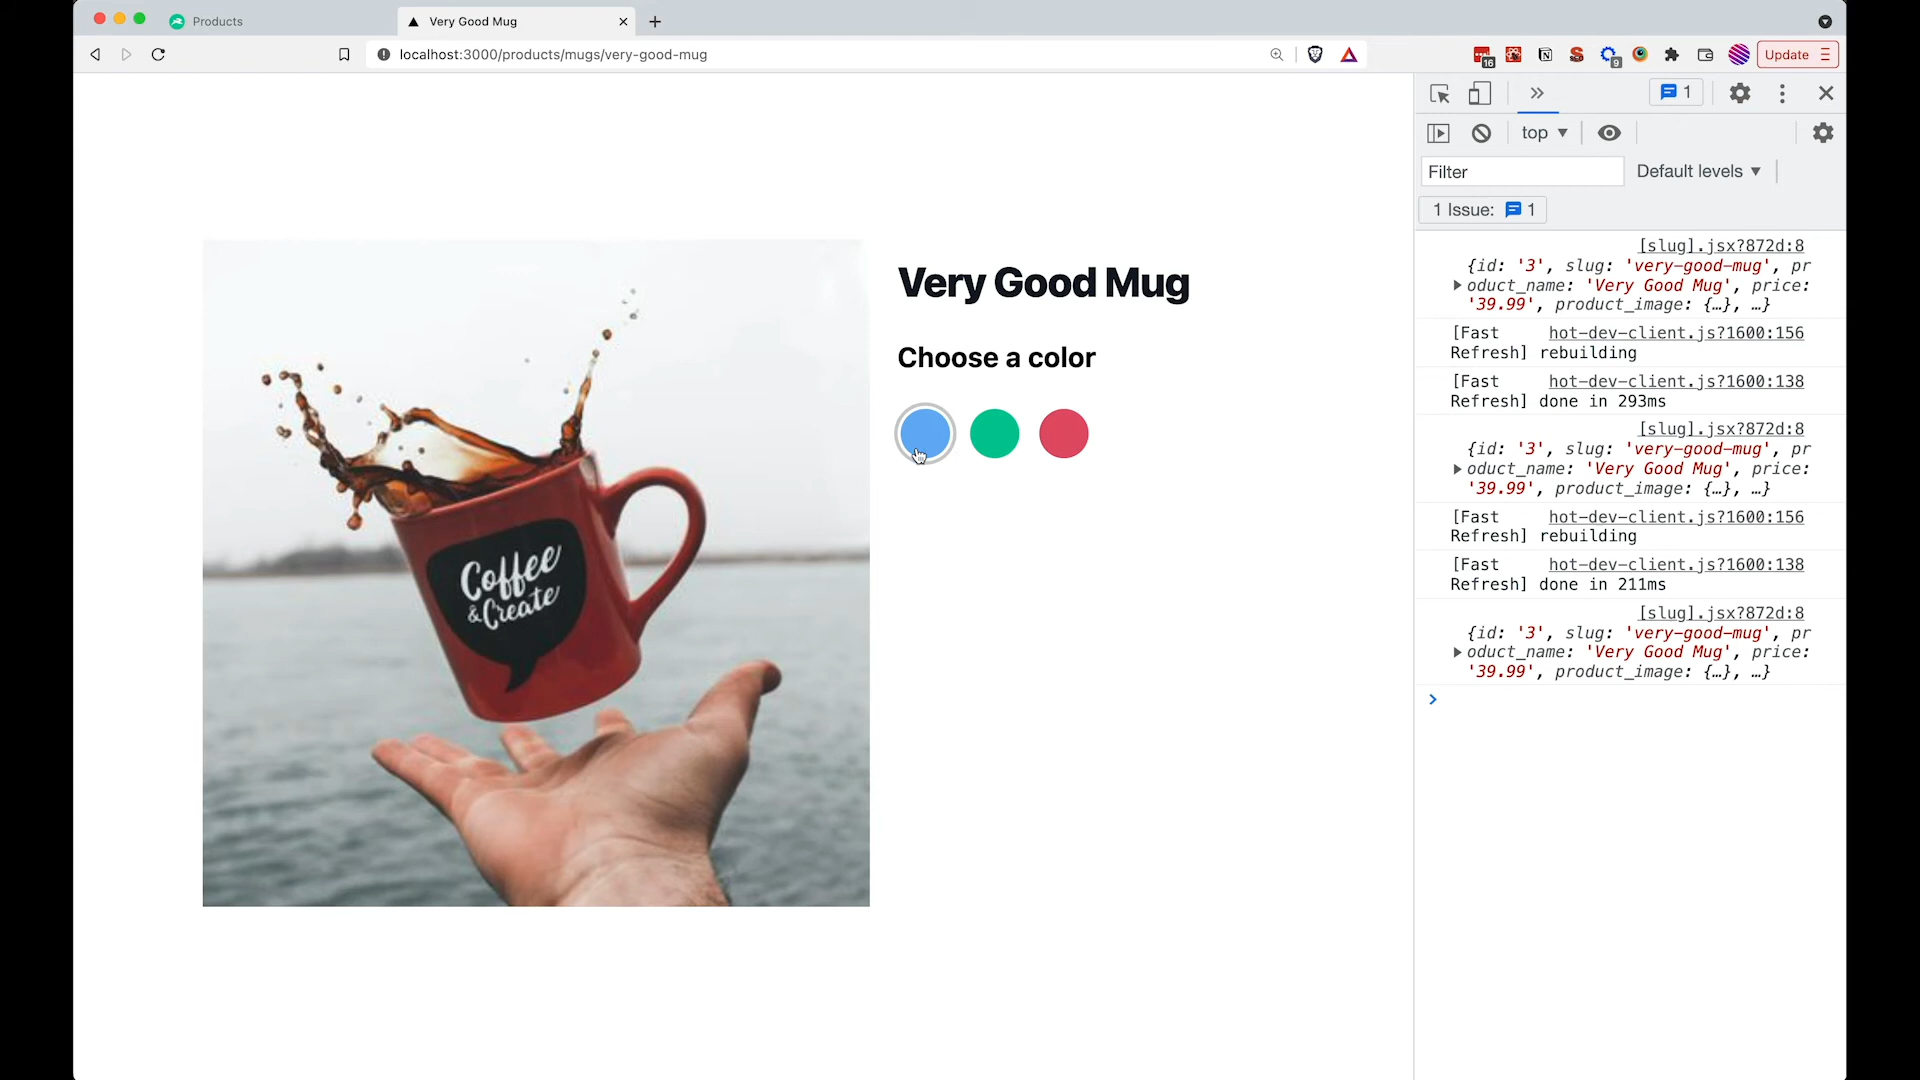 Products
Very Good Mug
localhost:3000/products/mugs/very-good-mug
16
9
Update
1
top
Filter
Default levels
1 Issue: 1
Very Good Mug
Choose a color
Coffee
&Create
[slug].jsx?872d:8
{id: '3', slug: 'very-good-mug', pr
oduct_name: 'Very Good Mug', price:
'39.99', product_image: {…}, …}
[Fast hot-dev-client.js?1600:156
Refresh] rebuilding
[Fast hot-dev-client.js?1600:138
Refresh] done in 293ms
[slug].jsx?872d:8
{id: '3', slug: 'very-good-mug', pr
oduct_name: 'Very Good Mug', price:
'39.99', product_image: {…}, …}
[Fast hot-dev-client.js?1600:156
Refresh] rebuilding
[Fast hot-dev-client.js?1600:138
Refresh] done in 211ms
[slug].jsx?872d:8
{id: '3', slug: 'very-good-mug', pr
oduct_name: 'Very Good Mug', price:
'39.99', product_image: {…}, …}